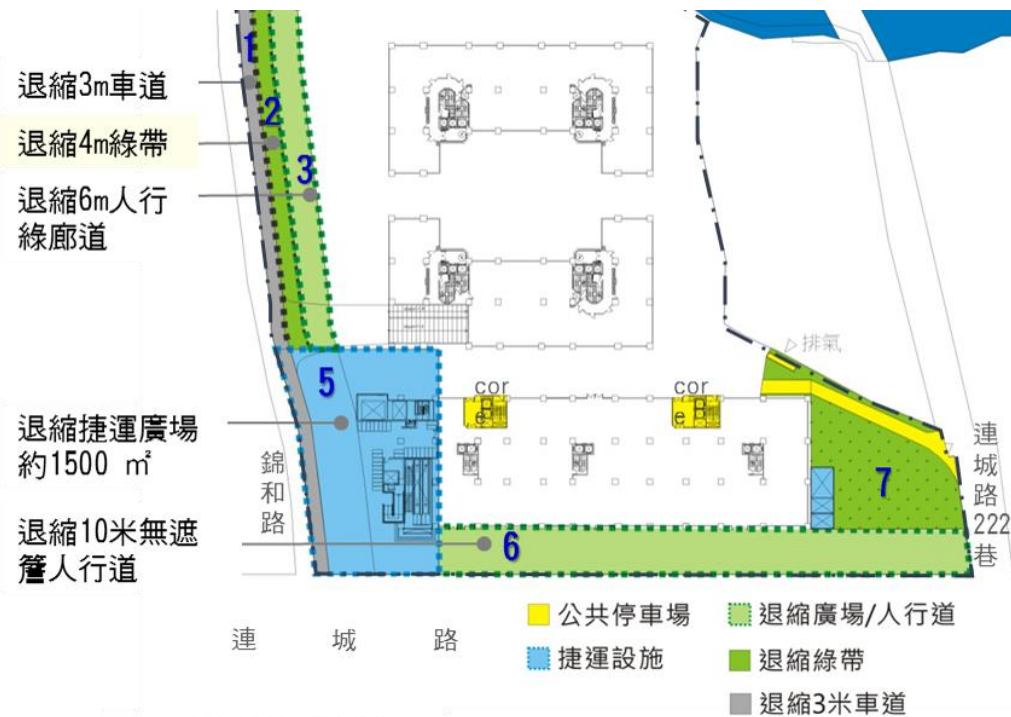 1
退縮3m車道
2
退縮4m綠帶
3
退縮6m人行
綠廊道
▷排氣
5
cor
e
cor
e
退縮捷運廣場
約1500 ㎡
錦和路
7
連城路222巷
退縮10米無遮
簷人行道
6
連 城 路
公共停車場
退縮廣場/人行道
捷運設施
退縮綠帶
退縮3米車道